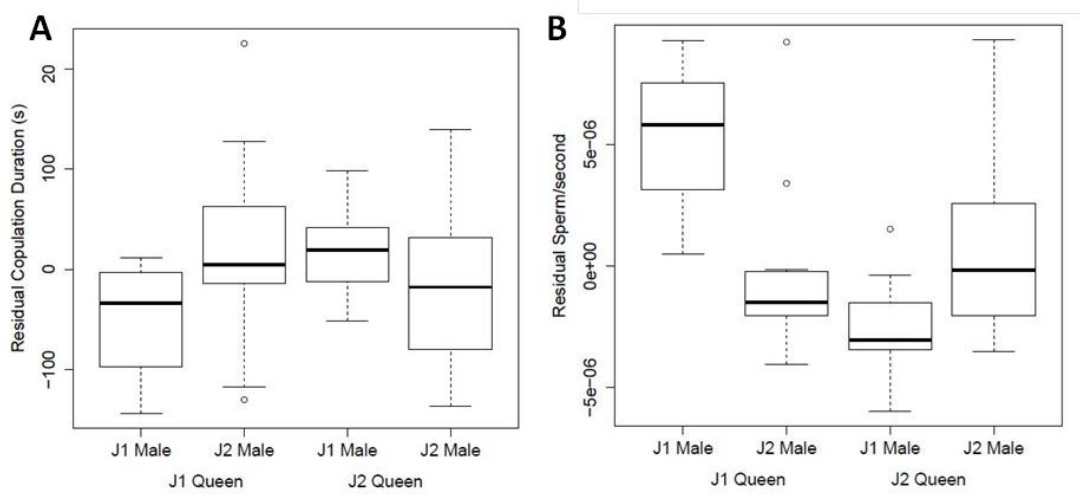 A
Residual Copulation Duration (s)
20
100
0
−100
J1 Male J2 Male J1 Male J2 Male
J1 Queen J2 Queen
B
Residual Sperm/second
5e−06
0e+00
−5e−06
J1 Male J2 Male J1 Male J2 Male
J1 Queen J2 Queen